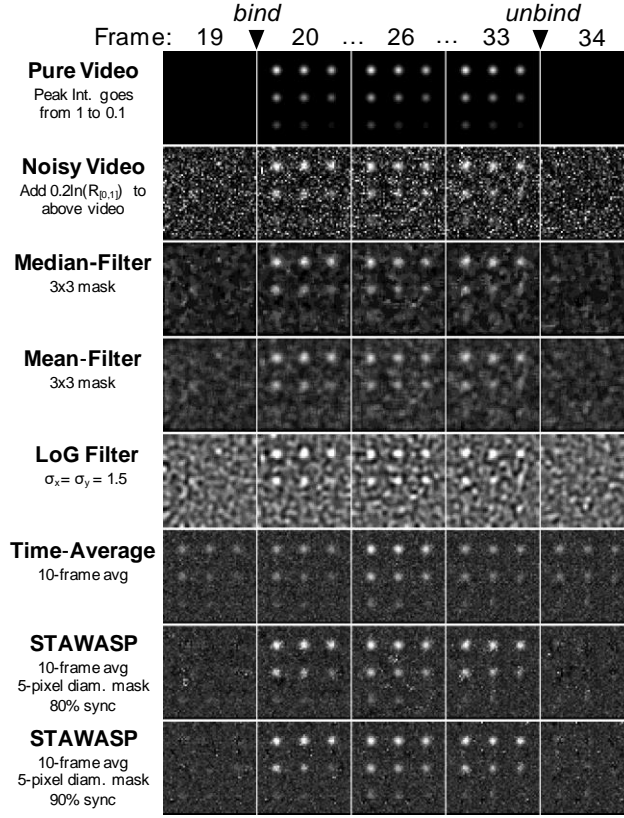 bind unbind
Frame: 19 20 ... 26 ... 33 34
Pure Video
Peak Int. goes
from 1 to 0.1
Noisy Video
Add 0.2ln(R[0,1]) to
above video
Median-Filter
3x3 mask
Mean-Filter
3x3 mask
LoG Filter
σx= σy = 1.5
Time-Average
10-frame avg
STAWASP
10-frame avg
5-pixel diam. mask
80% sync
STAWASP
10-frame avg
5-pixel diam. mask
90% sync